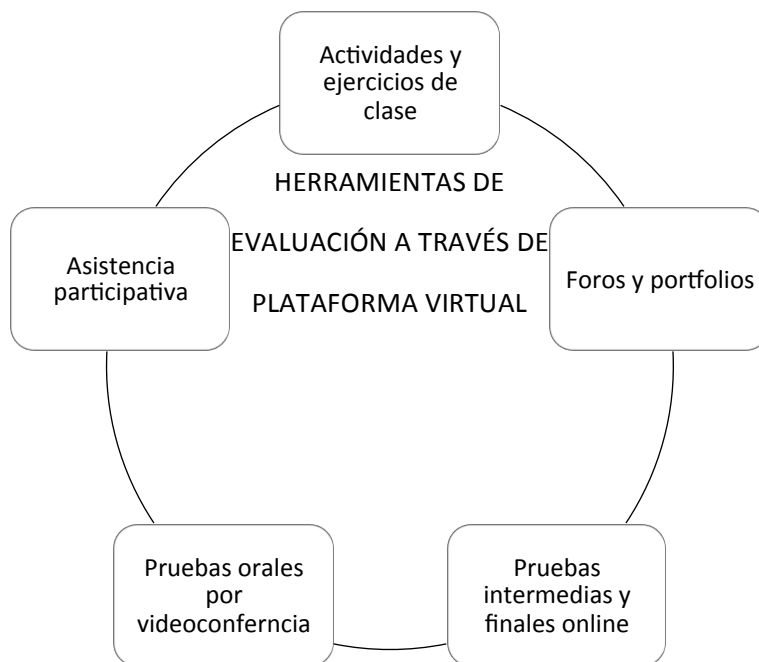 Actividades y
ejercicios de
clase
HERRAMIENTAS DE
EVALUACIÓN A TRAVÉS DE
PLATAFORMA VIRTUAL
Asistencia
participativa
Foros y portfolios
Pruebas orales
por
videoconferncia
Pruebas
intermedias y
finales online